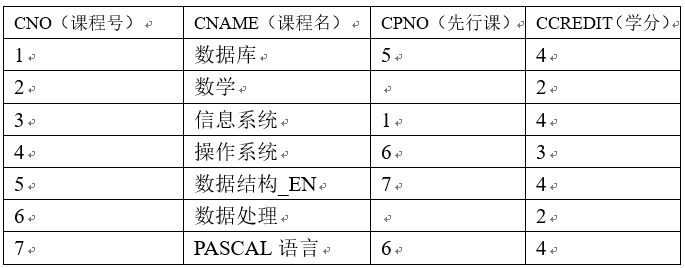 CNO（课程号） CNAME（课程名） CPNO（先行课） CCREDIT（学分）
1 数据库 5 4
2 数学 2
3 信息系统 1 4
4 操作系统 6 3
5 数据结构_EN 7 4
6 数据处理 2
7 PASCAL 语言 6 4